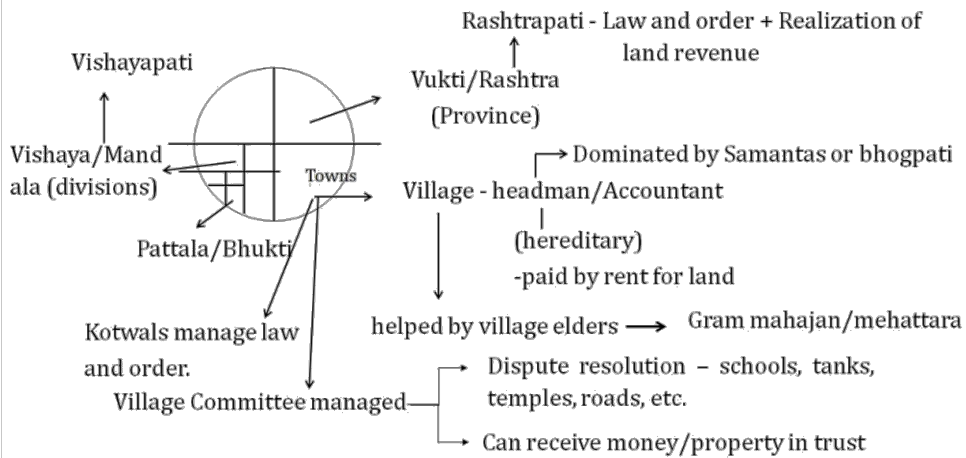 Rashtrapati - Law and order + Realization of
land revenue
Vishayapati
Vukti/Rashtra
(Province)
Vishaya/Mand
ala (divisions)
Dominated by Samantas or bhogpati
Towns
Village - headman/Accountant
Pattala/Bhukti
(hereditary)
-paid by rent for land
Kotwals manage law
and order.
helped by village elders
Gram mahajan/mehattara
Village Committee managed
Dispute resolution – schools, tanks,
temples, roads, etc.
Can receive money/property in trust